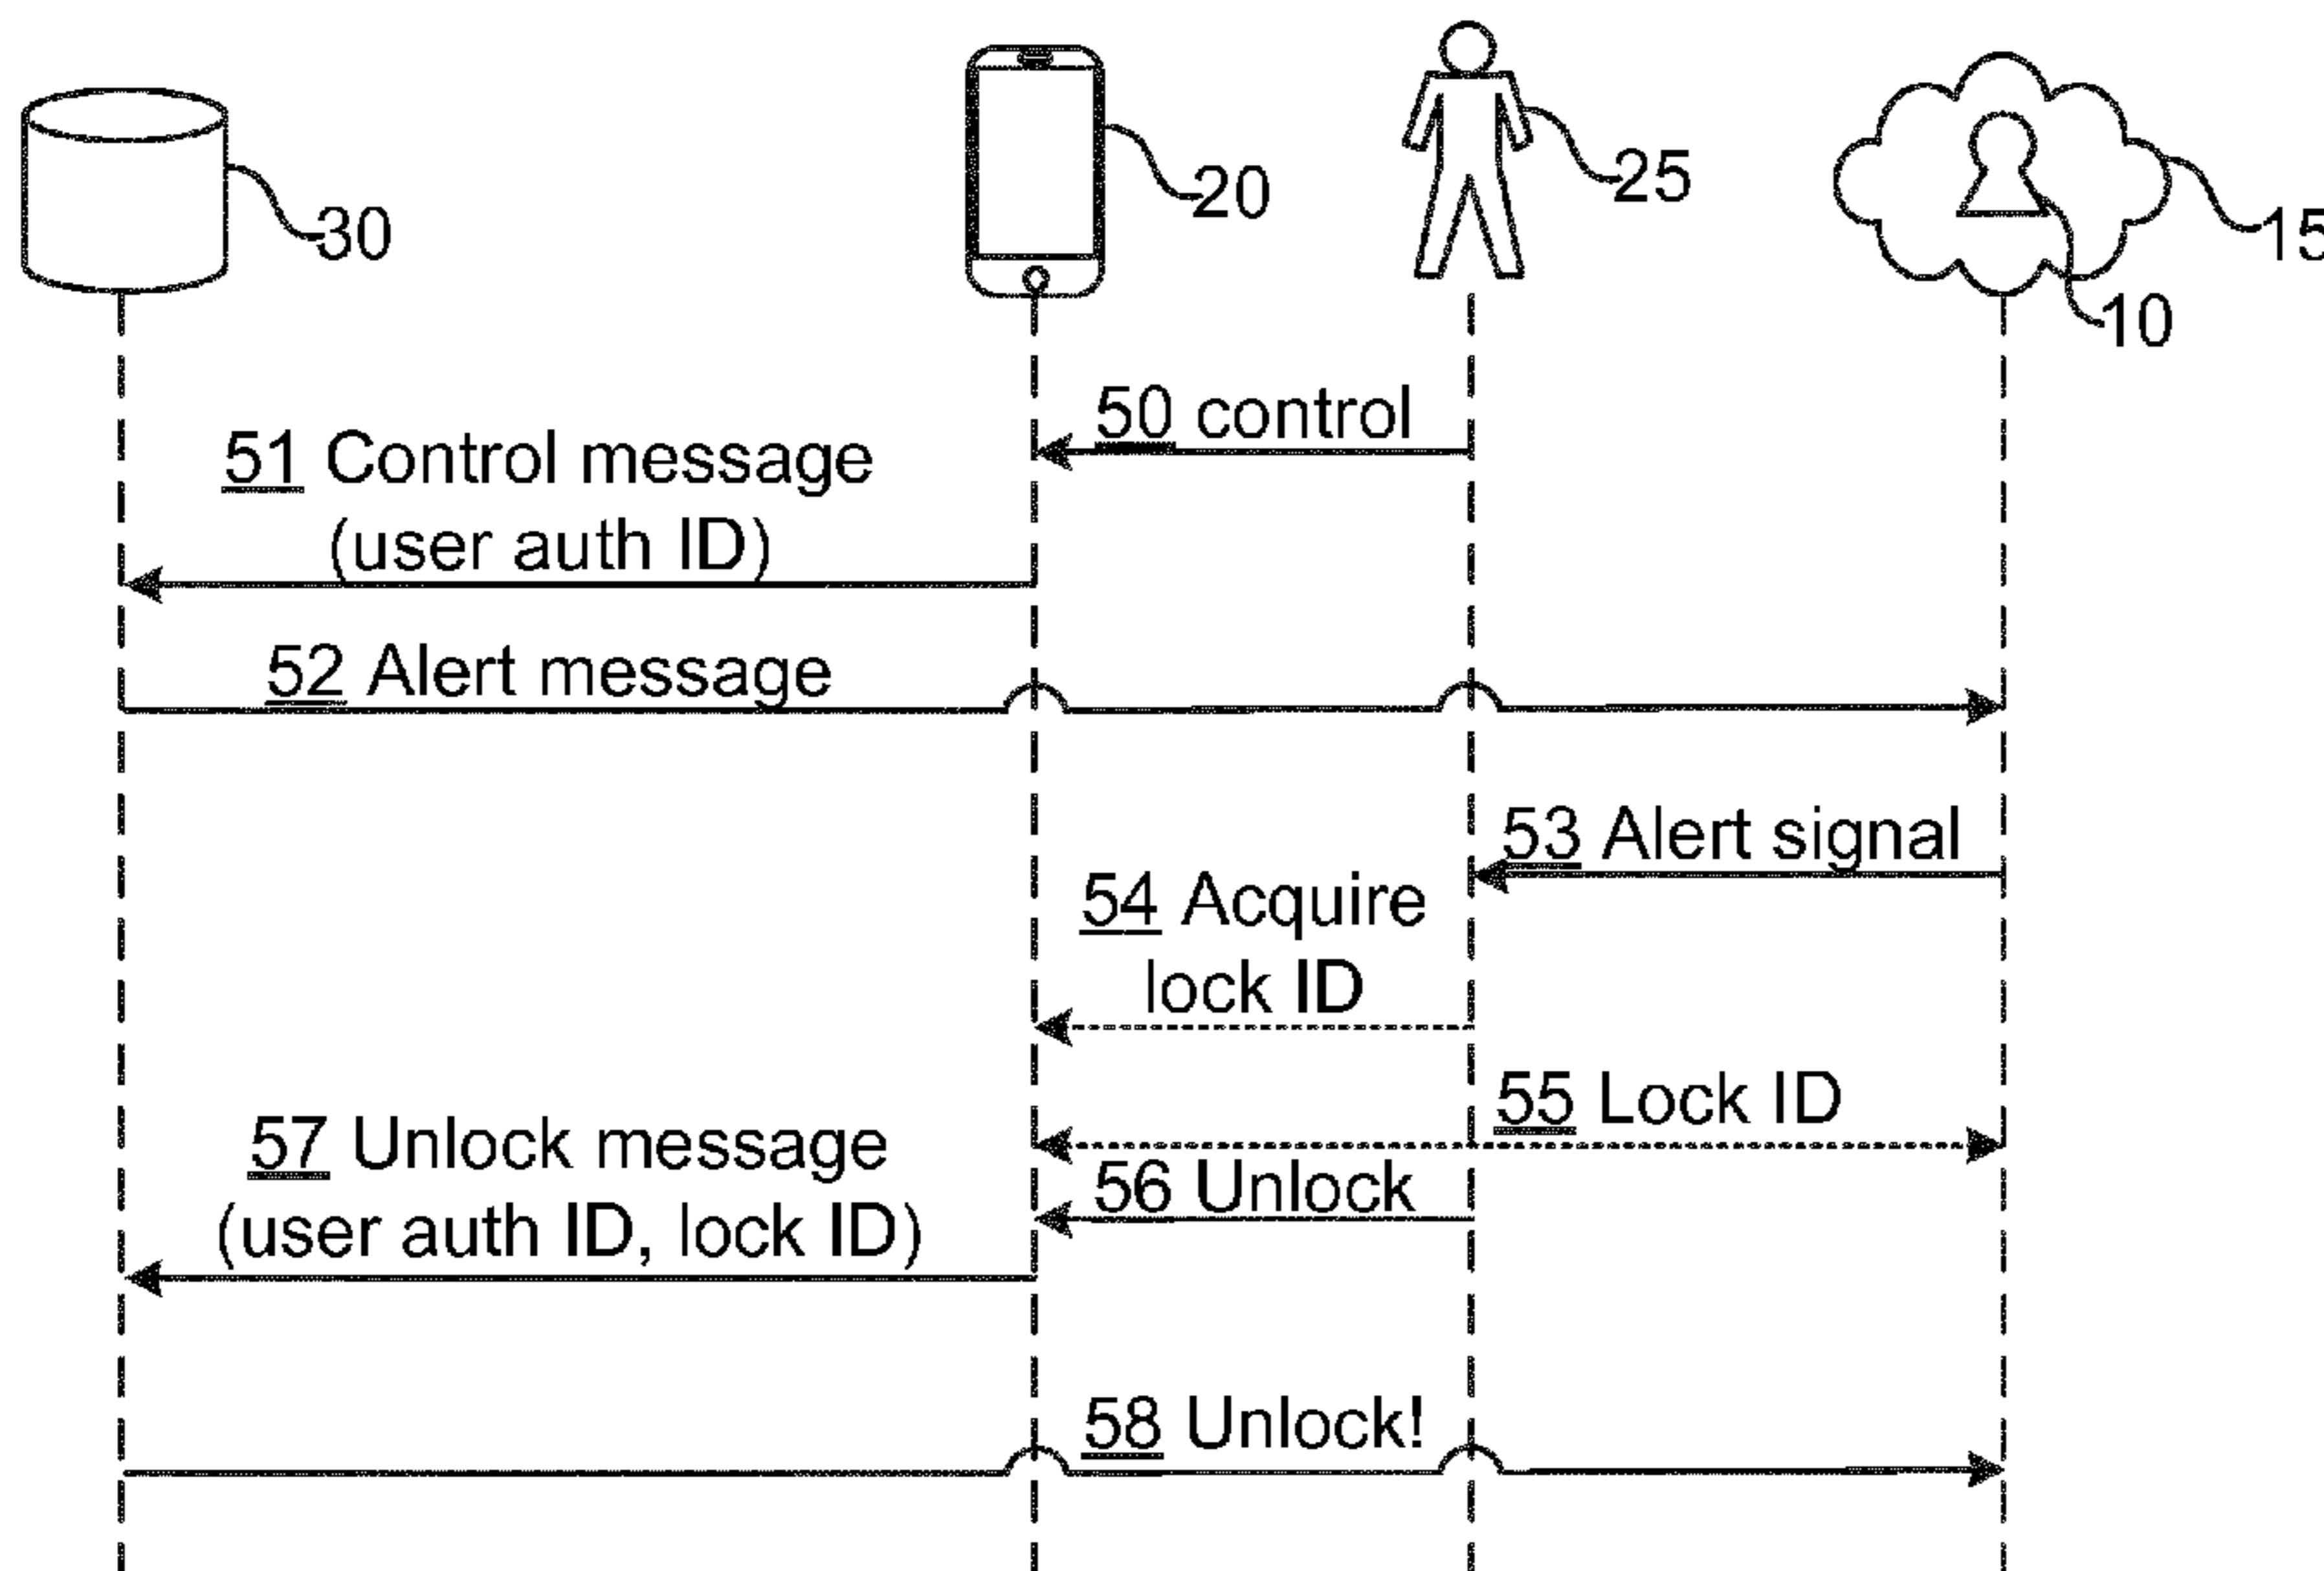 30
20
25
15
10
50 control
51 Control message
(user auth ID)
52 Alert message
53 Alert signal
54 Acquire
lock ID
55 Lock ID
56 Unlock
57 Unlock message
(user auth ID, lock ID)
58 Unlock!